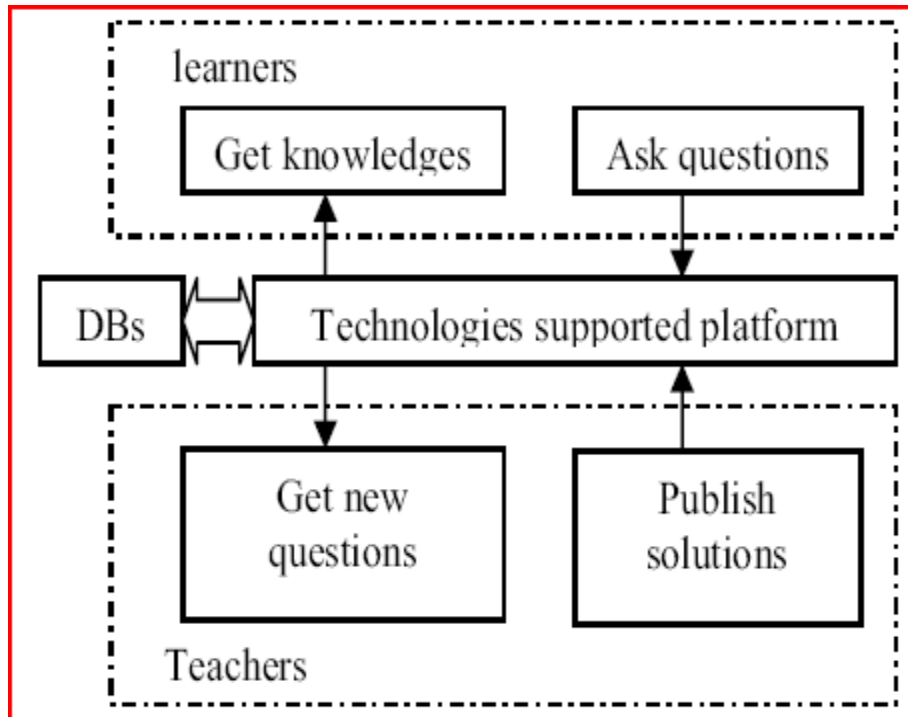 learners
Get knowledges
Ask questions
DBs
Technologies supported platform
Get new
questions
Publish
solutions
Teachers